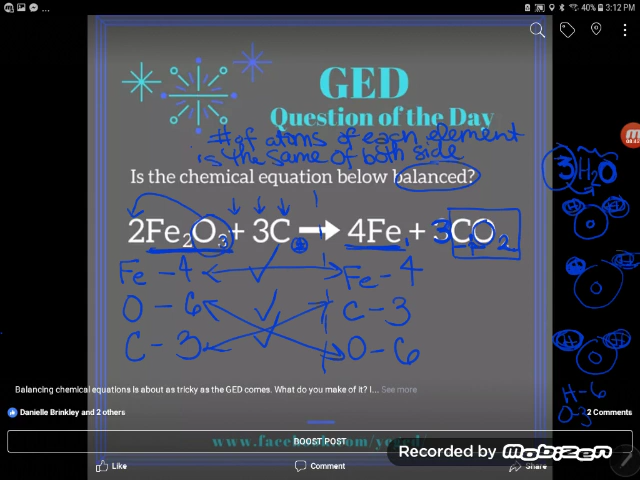 40% 3:12 PM
GED
Question of the Day
# of atoms of each element
is the same of both side
Is the chemical equation below balanced?
2Fe2O3 + 3C → 4Fe + 3CO2
Fe - 4 Fe - 4
O - 6 C - 3
C - 3 O - 6
3H2O
H-6
O-3
Balancing chemical equations is about as tricky as the GED comes. What do you make of it? I... See more
Danielle Brinkley and 2 others 2 Comments
BOOST POST
Like Comment Share
Recorded by MOBIZEN